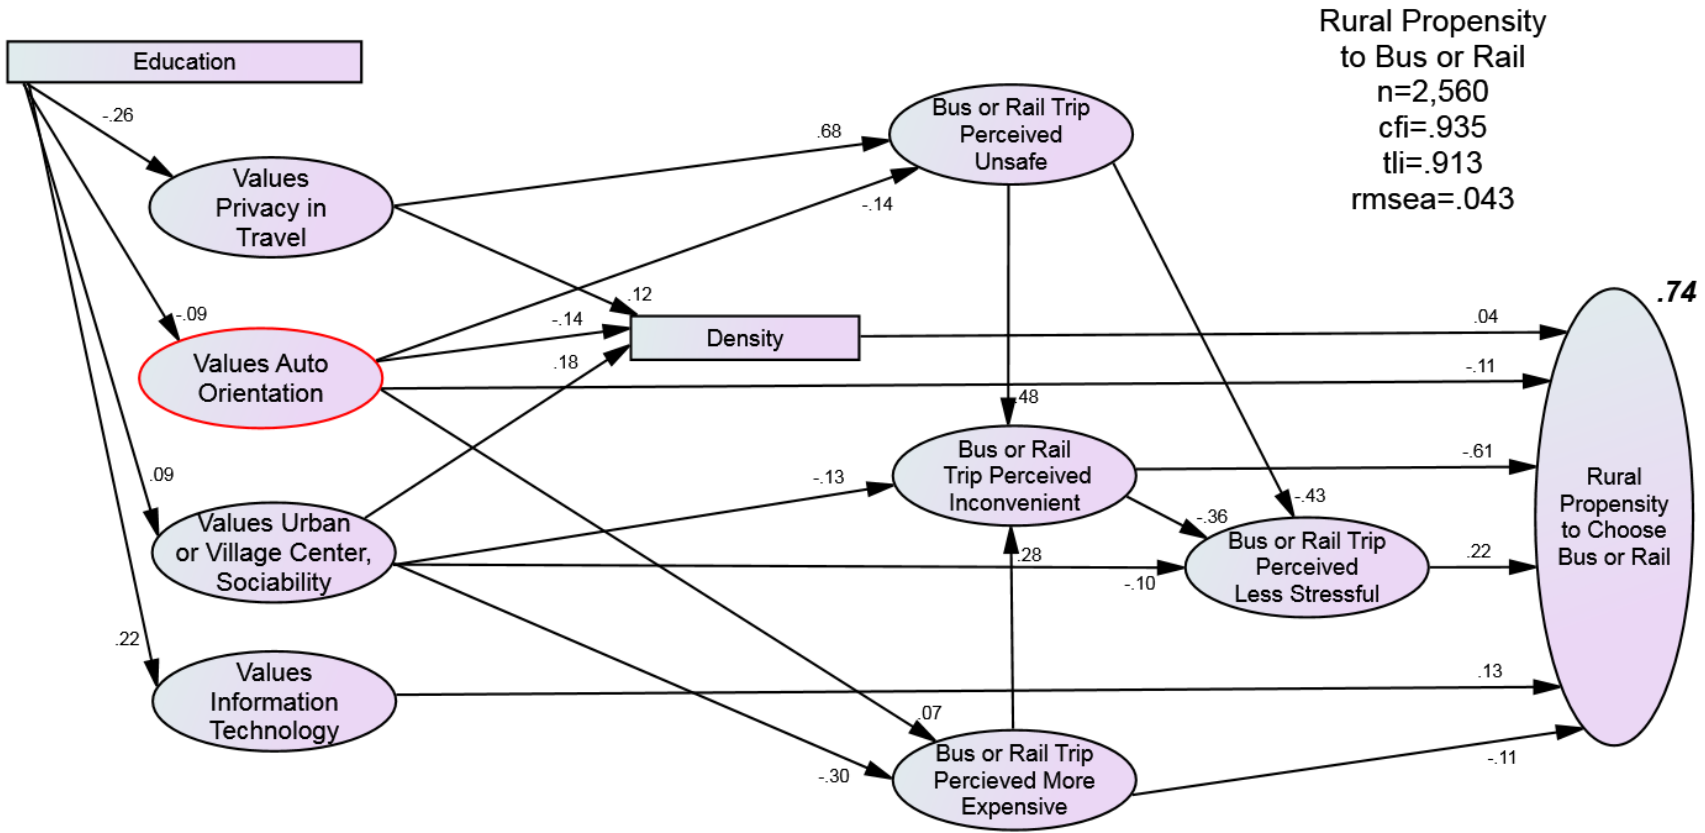 Rural Propensity
to Bus or Rail
n=2,560
cfi=.935
tli=.913
rmsea=.043
Education
-.26
Values
Privacy in
Travel
.68
Bus or Rail Trip
Perceived
Unsafe
-.14
-.09
.12
-.14
Density
.04
.74
Values Auto
Orientation
.18
-.11
.48
.09
-.13
Bus or Rail
Trip Perceived
Inconvenient
-.61
Values Urban
or Village Center,
Sociability
-.43
-.36
.28
-.10
Bus or Rail Trip
Perceived
Less Stressful
.22
Rural
Propensity
to Choose
Bus or Rail
.22
Values
Information
Technology
.13
.07
-.30
Bus or Rail Trip
Percieved More
Expensive
-.11